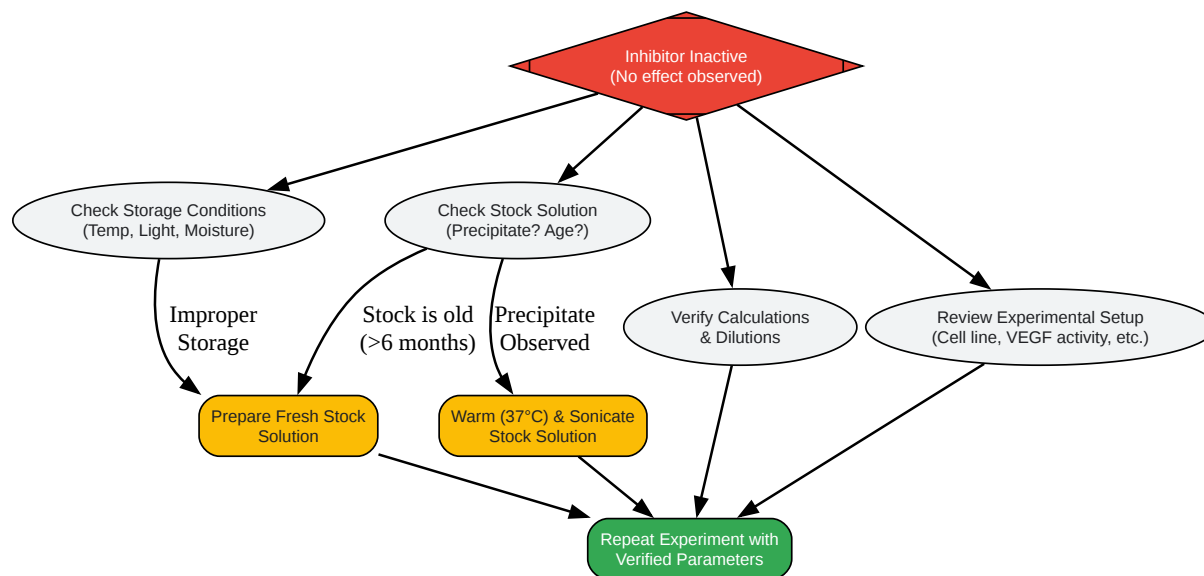 Inhibitor Inactive
(No effect observed)
Check Storage Conditions
(Temp, Light, Moisture)
Check Stock Solution
(Precipitate? Age?)
Verify Calculations
& Dilutions
Review Experimental Setup
(Cell line, VEGF activity, etc.)
Improper
Storage
Stock is old
(>6 months)
Precipitate
Observed
Prepare Fresh Stock
Solution
Warm (37°C) & Sonicate
Stock Solution
Repeat Experiment with
Verified Parameters